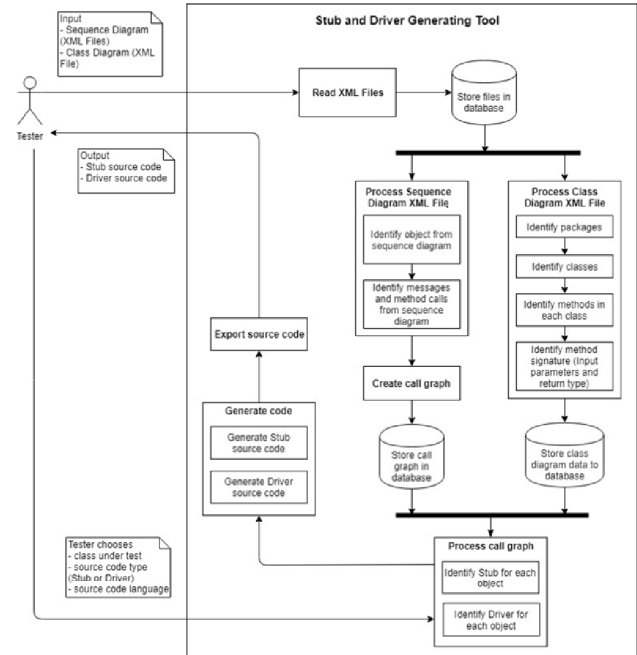 Stub and Driver Generating Tool
Input
- Sequence Diagram
(XML Files)
- Class Diagram (XML
File)
Read XML Files
Store files in
database
Tester
Output
- Stub source code
- Driver source code
Process Sequence
Diagram XML File
Identify object from
sequence diagram
Identify messages
and method calls
from sequence
diagram
Process Class
Diagram XML File
Identify packages
Identify classes
Identify methods in
each class
Identify method
signature (Input
parameters and
return type)
Export source code
Create call graph
Generate code
Generate Stub
source code
Generate Driver
source code
Store call
graph in
database
Store class
diagram data to
database
Tester chooses
- class under test
- source code type
(Stub or Driver)
- source code language
Process call graph
Identify Stub for each
object
Identify Driver for
each object